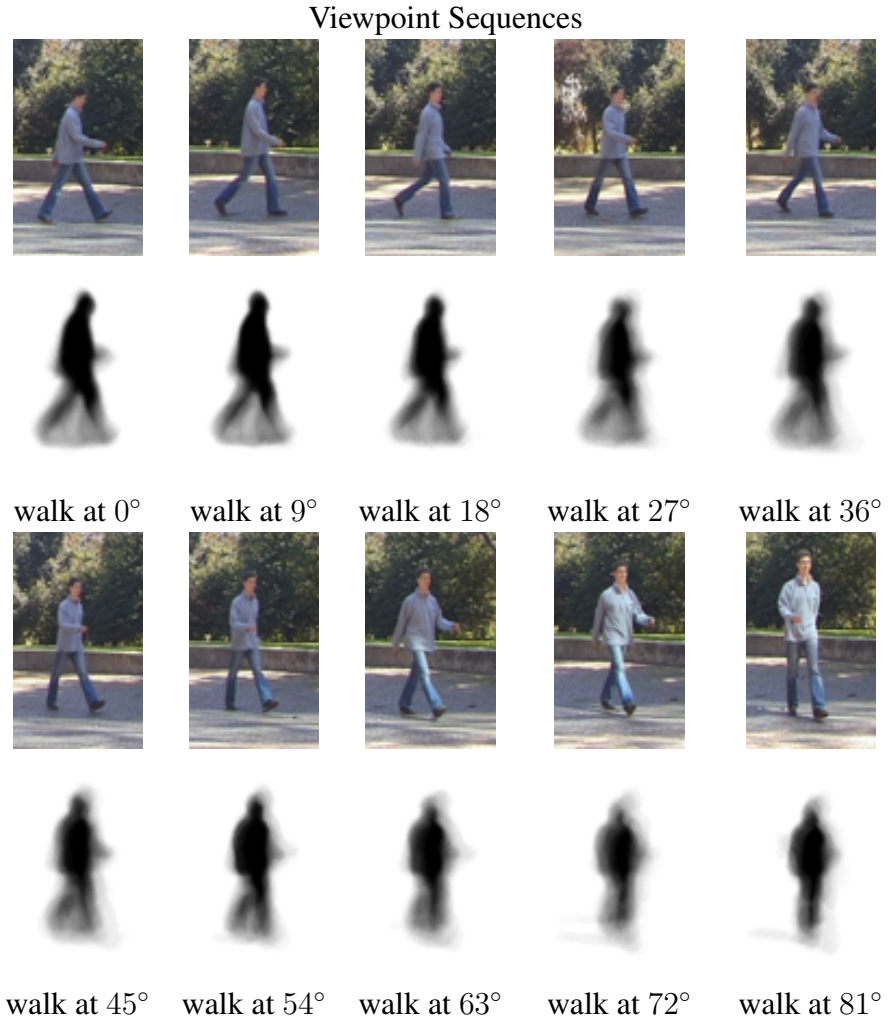 Viewpoint Sequences
walk at 0° walk at 9° walk at 18° walk at 27° walk at 36°
walk at 45° walk at 54° walk at 63° walk at 72° walk at 81°